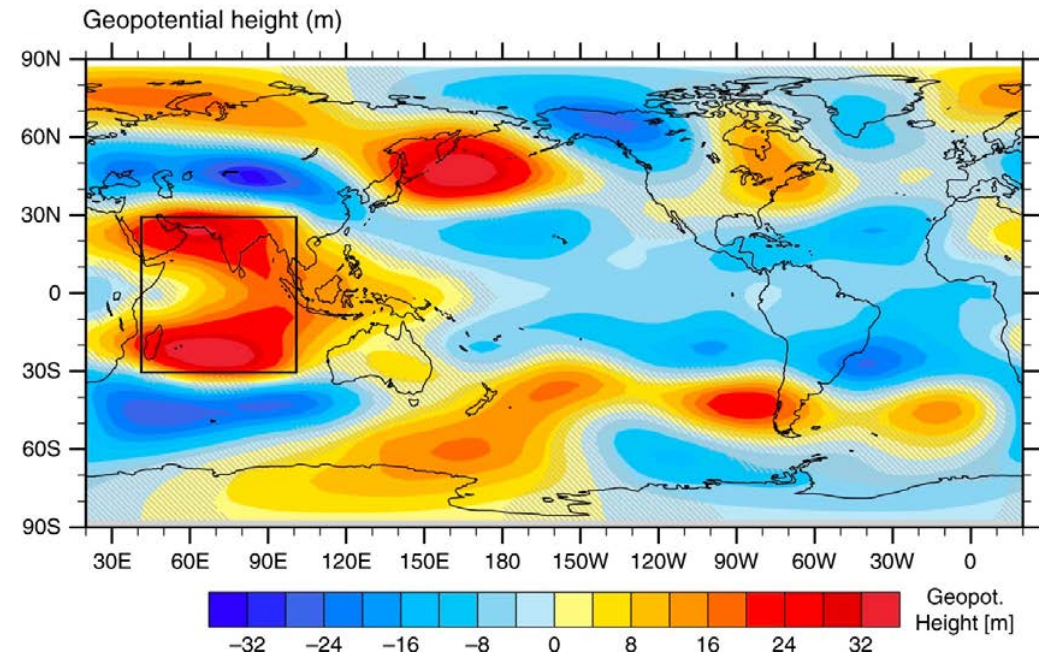 Geopotential height (m)
90N
60N
30N
0
30S
60S
90S
30E 60E 90E 120E 150E 180 150W 120W 90W 60W 30W 0
−32 −24 −16 −8 0 8 16 24 32
Geopot.
Height [m]